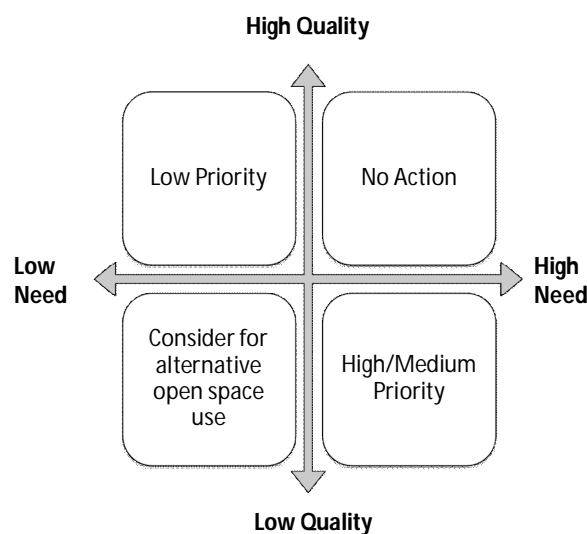 High Quality
Low Priority
No Action
Low
Need
High
Need
Consider for
alternative
open space
use
High/Medium
Priority
Low Quality